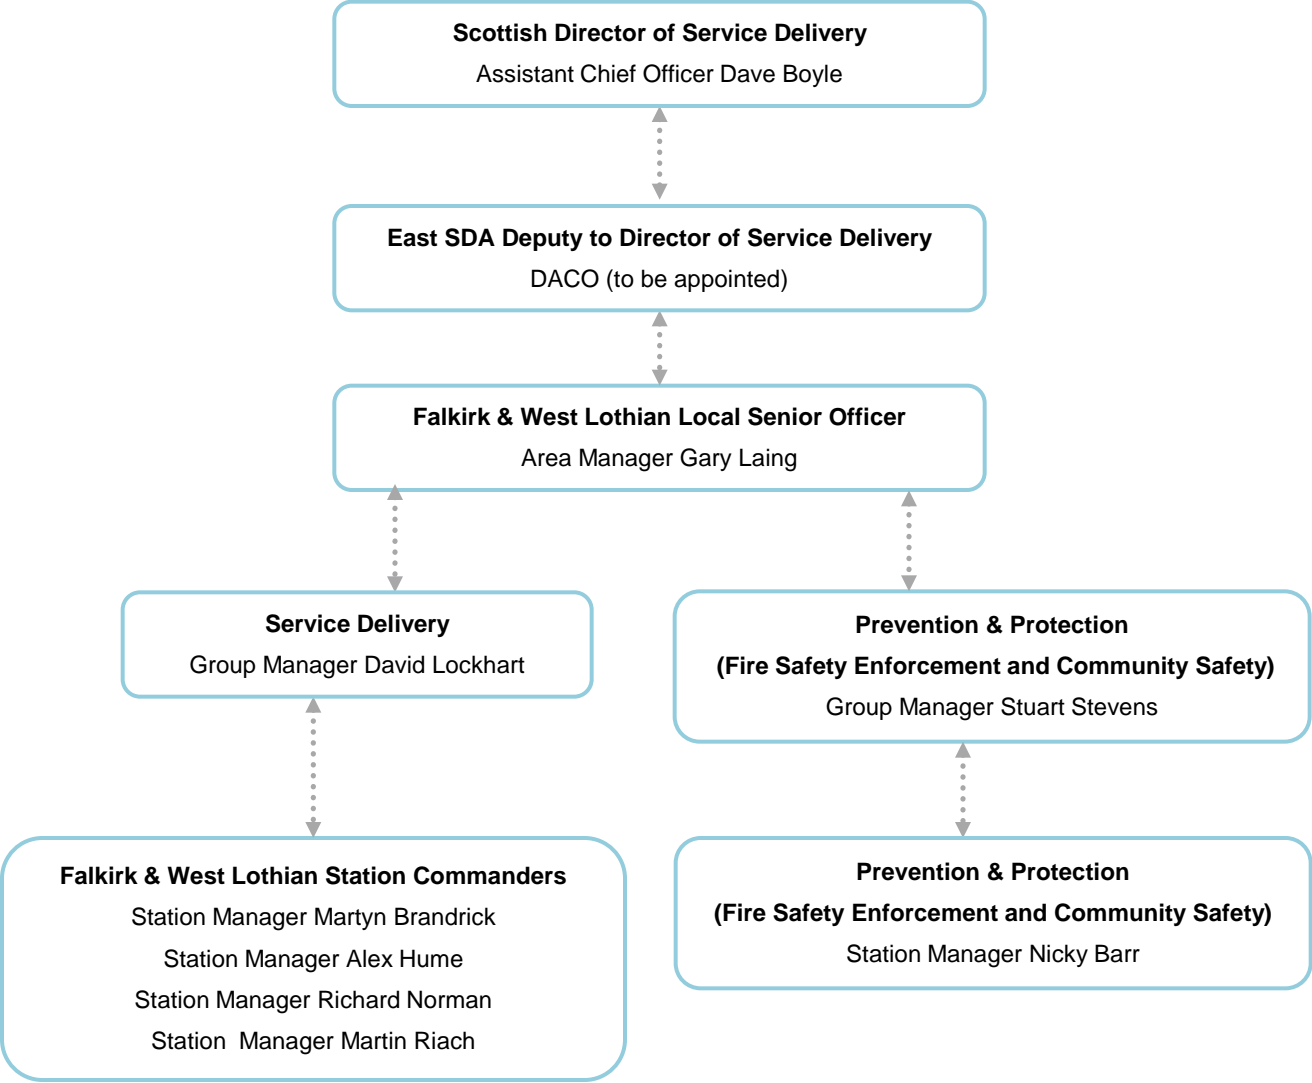 Scottish Director of Service Delivery
Assistant Chief Officer Dave Boyle
East SDA Deputy to Director of Service Delivery
DACO (to be appointed)
Falkirk & West Lothian Local Senior Officer
Area Manager Gary Laing
Service Delivery
Group Manager David Lockhart
Prevention & Protection
(Fire Safety Enforcement and Community Safety)
Group Manager Stuart Stevens
Falkirk & West Lothian Station Commanders
Station Manager Martyn Brandrick
Station Manager Alex Hume
Station Manager Richard Norman
Station  Manager Martin Riach
Prevention & Protection
(Fire Safety Enforcement and Community Safety)
Station Manager Nicky Barr